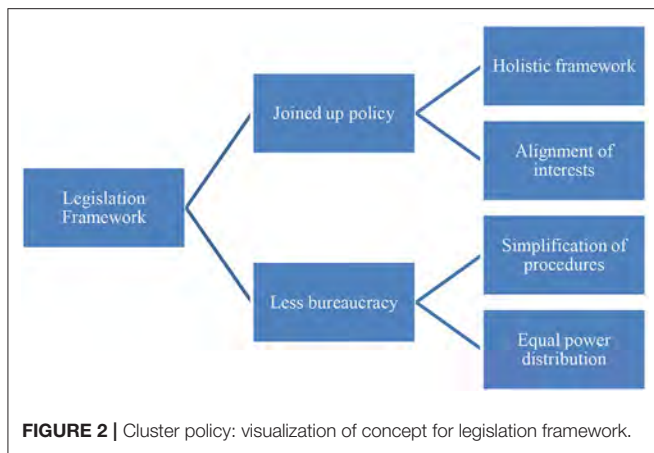 Legislation
Framework
Joined up policy
Less bureaucracy
Holistic framework
Alignment of
interests
Simplification of
procedures
Equal power
distribution
FIGURE 2 | Cluster policy: visualization of concept for legislation framework.